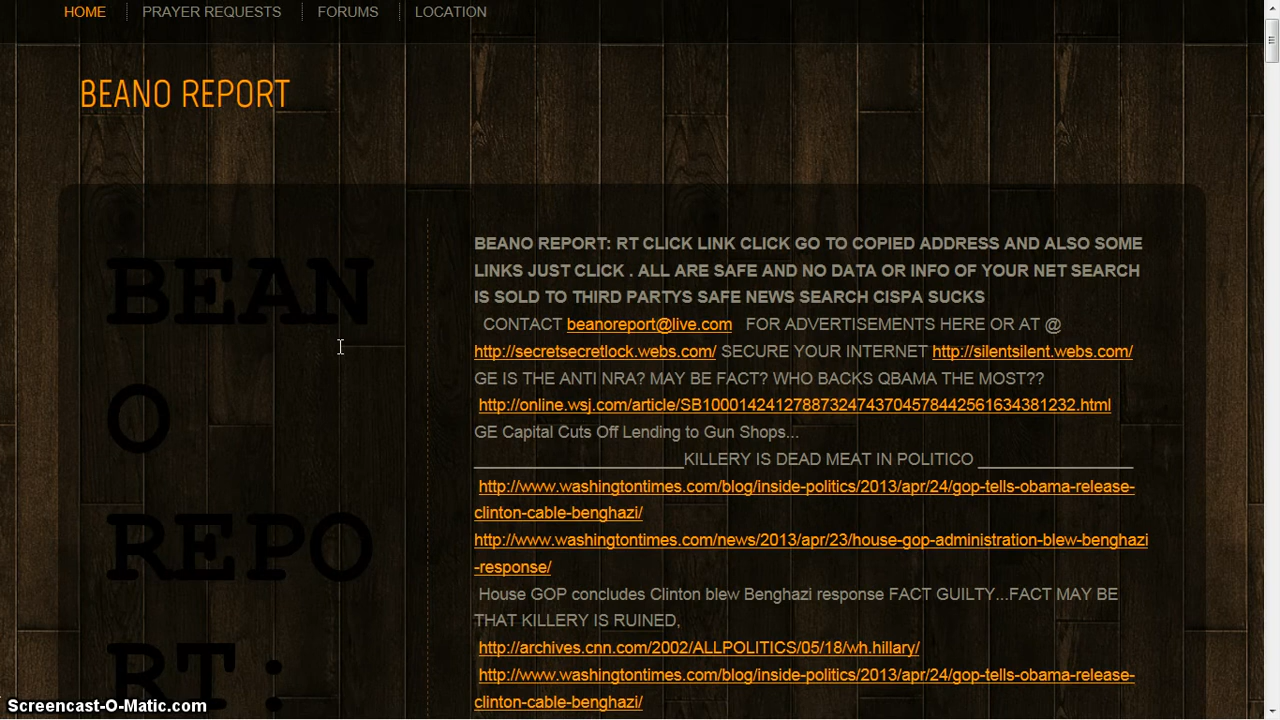 HOME PRAYER REQUESTS FORUMS LOCATION
BEANO REPORT
BEAN
O
REPO
RT:
BEANO REPORT: RT CLICK LINK CLICK GO TO COPIED ADDRESS AND ALSO SOME
LINKS JUST CLICK . ALL ARE SAFE AND NO DATA OR INFO OF YOUR NET SEARCH
IS SOLD TO THIRD PARTYS SAFE NEWS SEARCH CISPA SUCKS
CONTACT beanoreport@live.com FOR ADVERTISEMENTS HERE OR AT @
http://secretsecretlock.webs.com/ SECURE YOUR INTERNET http://silentsilent.webs.com/
GE IS THE ANTI NRA? MAY BE FACT? WHO BACKS QBAMA THE MOST??
http://online.wsj.com/article/SB10001424127887324743704578442561634381232.html
GE Capital Cuts Off Lending to Gun Shops...
______________________KILLERY IS DEAD MEAT IN POLITICO ________________
http://www.washingtontimes.com/blog/inside-politics/2013/apr/24/gop-tells-obama-release-
clinton-cable-benghazi/
http://www.washingtontimes.com/news/2013/apr/23/house-gop-administration-blew-benghazi
-response/
House GOP concludes Clinton blew Benghazi response FACT GUILTY...FACT MAY BE
THAT KILLERY IS RUINED,
http://archives.cnn.com/2002/ALLPOLITICS/05/18/wh.hillary/
http://www.washingtontimes.com/blog/inside-politics/2013/apr/24/gop-tells-obama-release-
clinton-cable-benghazi/
Screencast-O-Matic.com